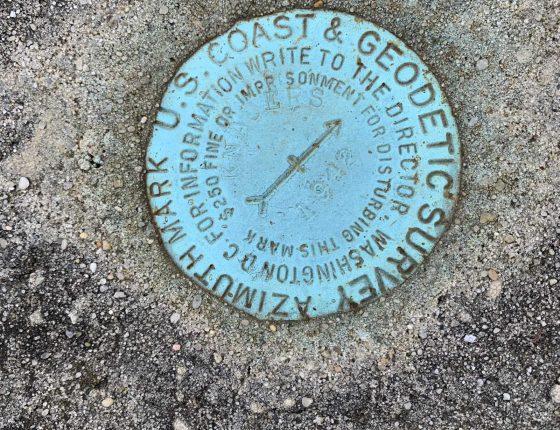 U.S. COAST & GEODETIC SURVEY
AZIMUTH MARK
FOR INFORMATION WRITE TO THE DIRECTOR, WASHINGTON D C
$250 FINE OR IMPRISONMENT FOR DISTURBING THIS MARK